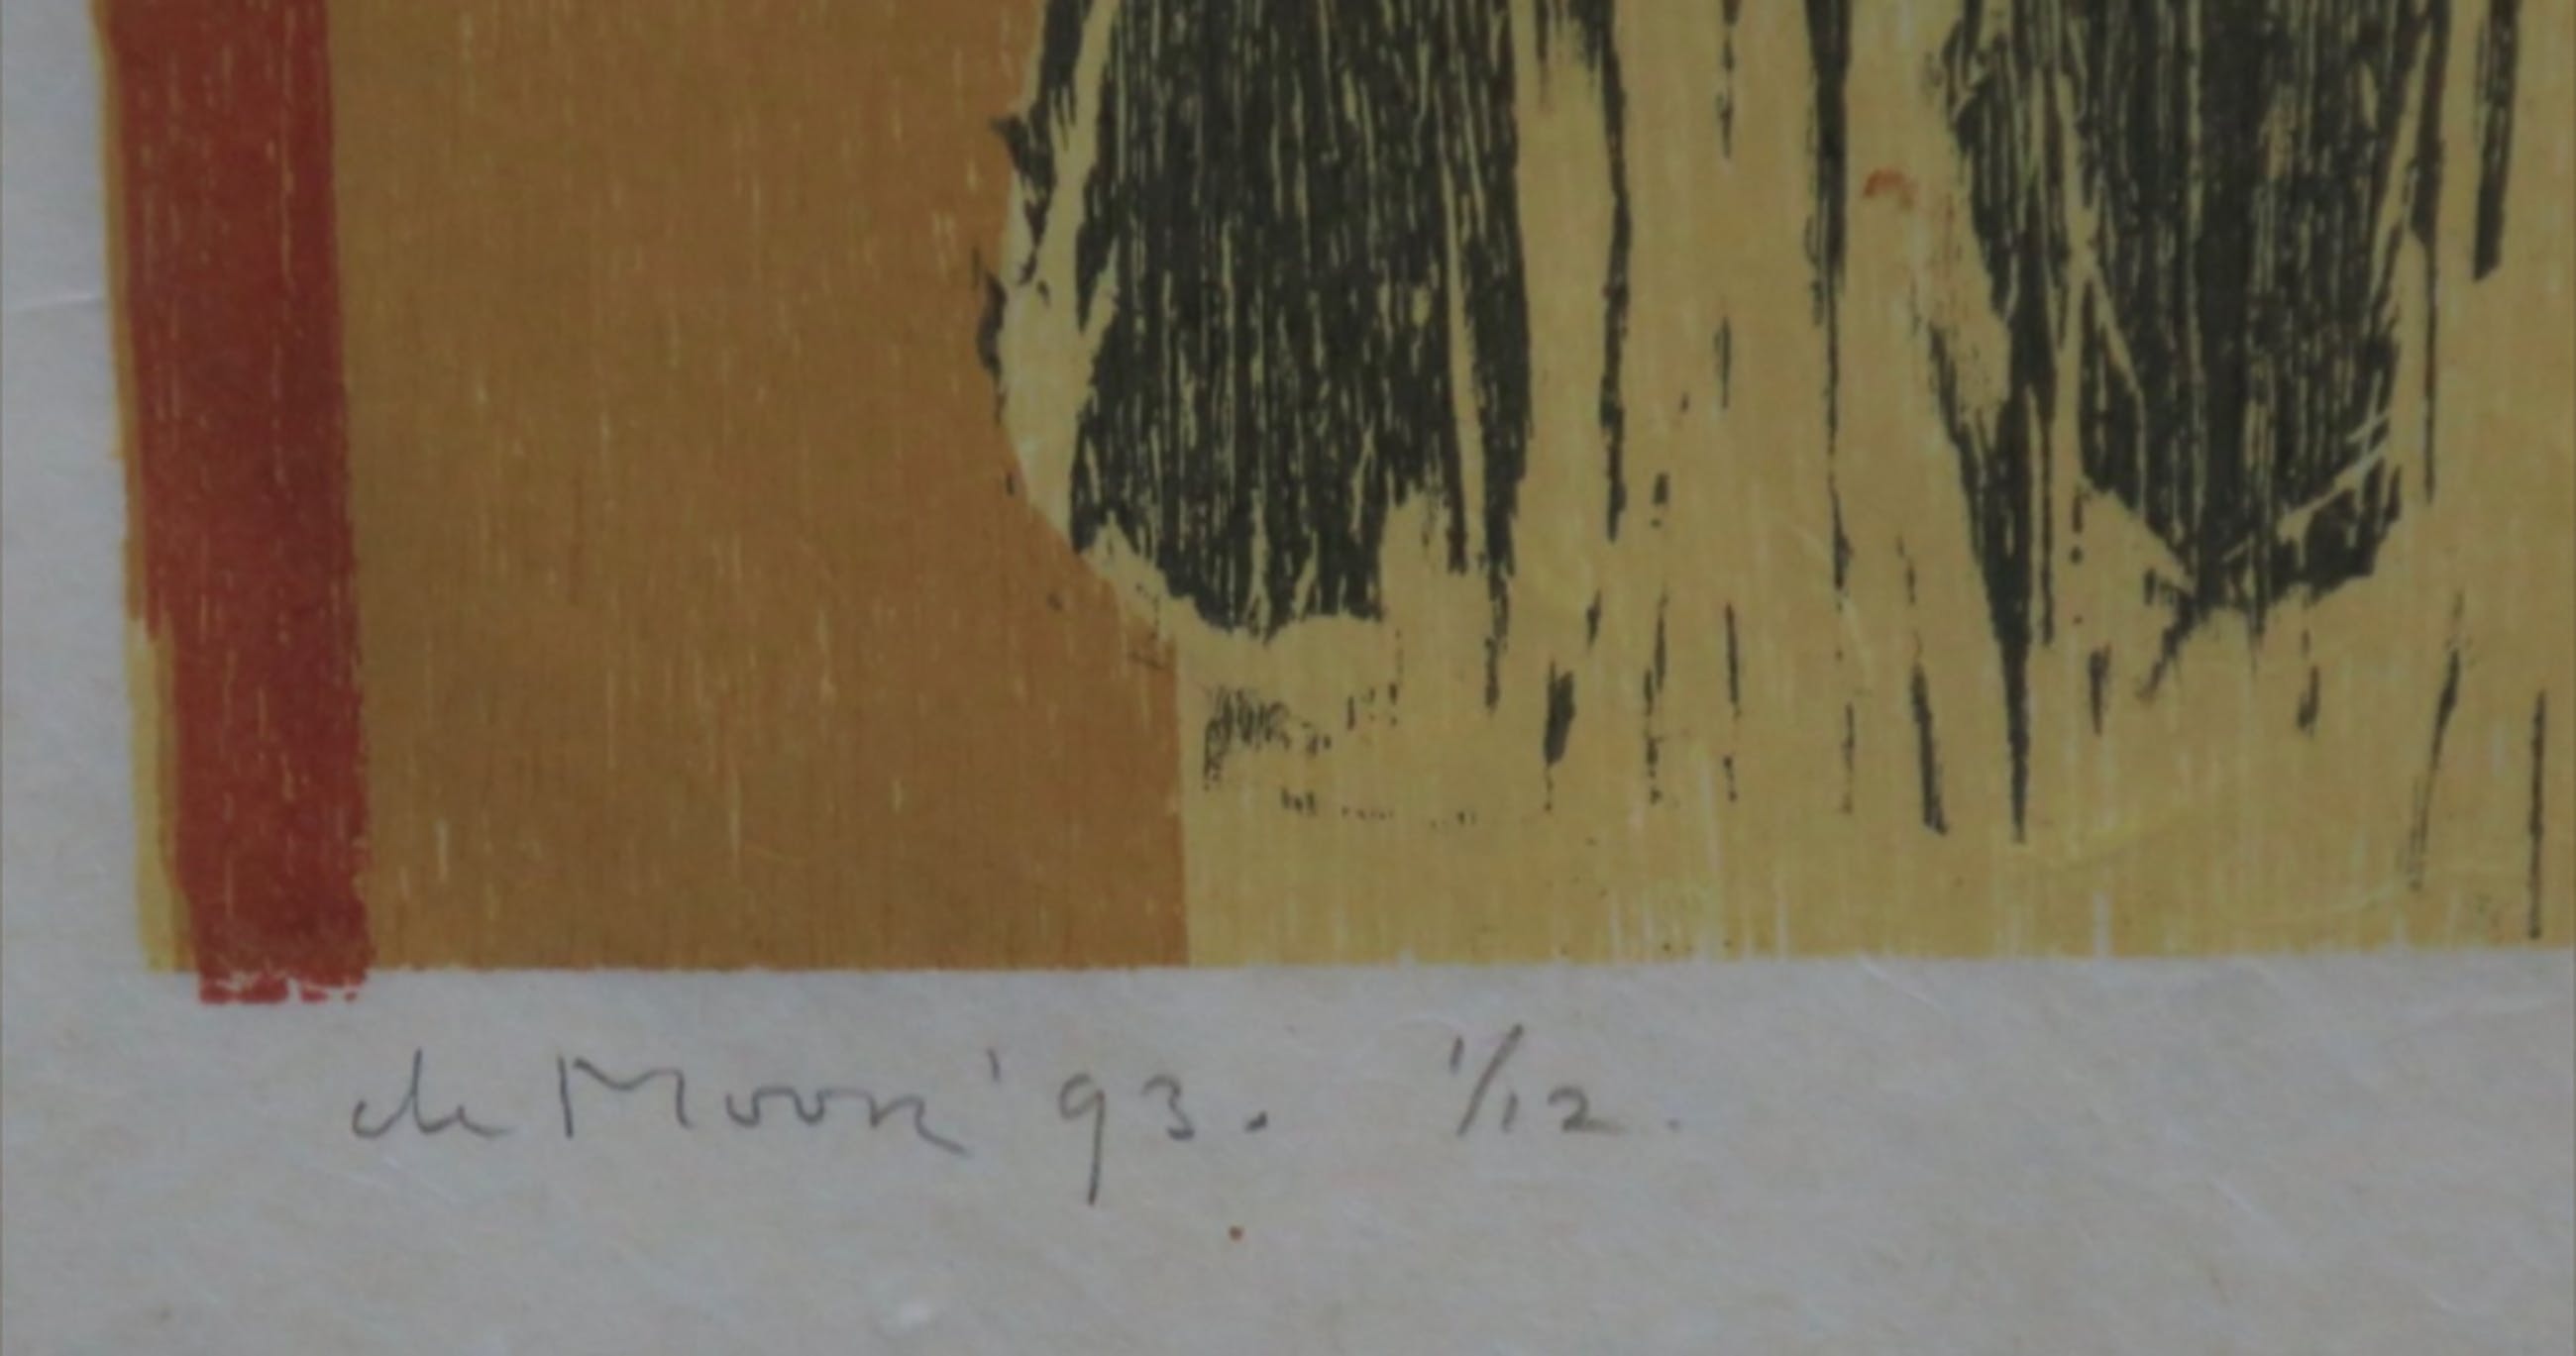 de Moor '93. 1/12.